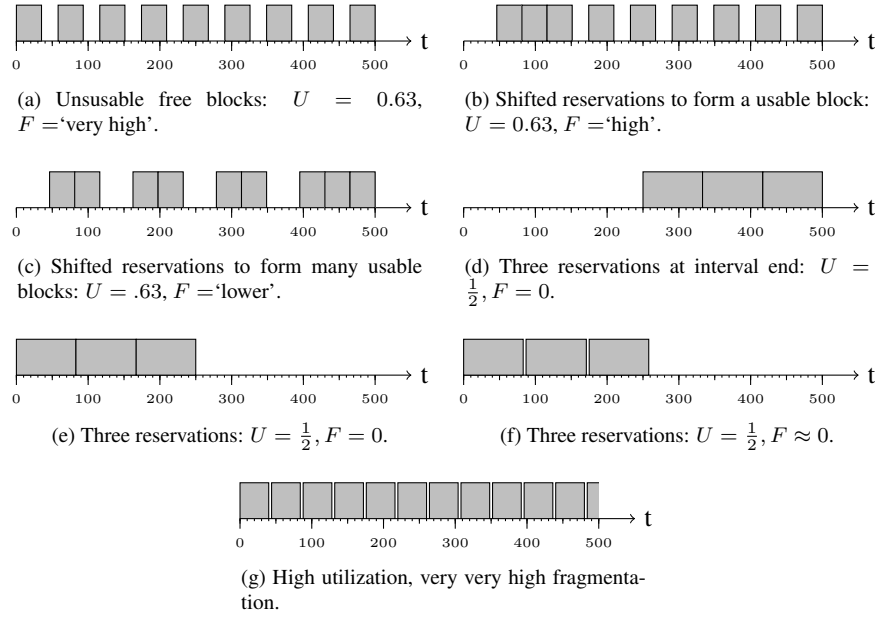 t
0 100 200 300 400 500
(a) Unsusable free blocks: U = 0.63,
F =‘very high’.
t
0 100 200 300 400 500
(b) Shifted reservations to form a usable block:
U = 0.63, F =‘high’.
t
0 100 200 300 400 500
(c) Shifted reservations to form many usable
blocks: U = .63, F =‘lower’.
t
0 100 200 300 400 500
(d) Three reservations at interval end: U =
1/2, F = 0.
t
0 100 200 300 400 500
(e) Three reservations: U = 1/2, F = 0.
t
0 100 200 300 400 500
(f) Three reservations: U = 1/2, F ≈ 0.
t
0 100 200 300 400 500
(g) High utilization, very very high fragmenta-
tion.